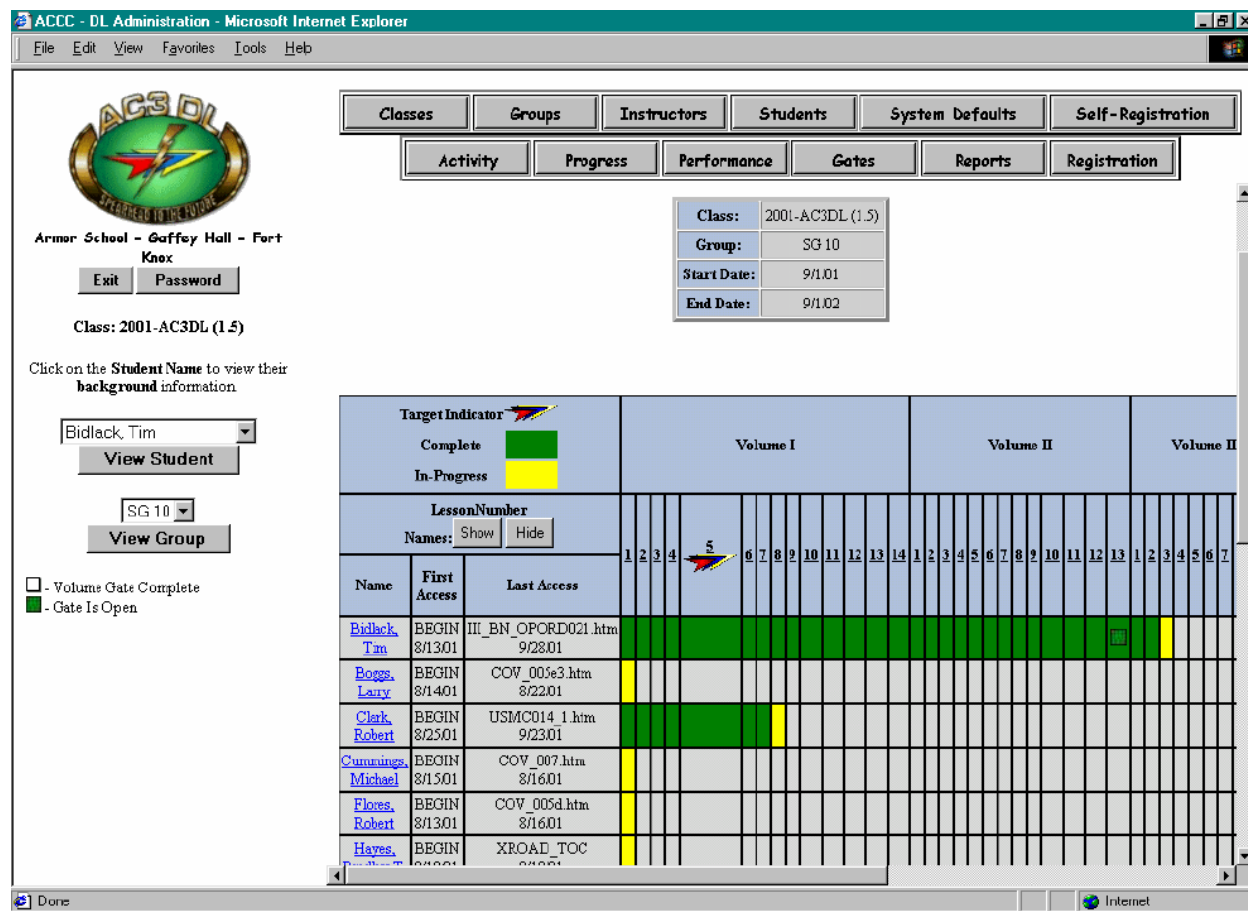 ACCC - DL Administration - Microsoft Internet Explorer
File Edit View Favorites Tools Help
AC3 DL
SPEARHEAD TO THE FUTURE
Armor School - Gaffey Hall - Fort
Knox
Exit Password
Class: 2001-AC3DL (1.5)
Click on the Student Name to view their
background information
Bidlack, Tim
View Student
SG 10
View Group
- Volume Gate Complete
- Gate Is Open
Classes Groups Instructors Students System Defaults Self-Registration
Activity Progress Performance Gates Reports Registration
Class: 2001-AC3DL (1.5)
Group: SG 10
Start Date: 9/1/01
End Date: 9/1/02
Target Indicator
Complete
In-Progress
Volume I Volume II Volume II
LessonNumber
Names: Show Hide
1 2 3 4 5 6 7 8 9 10 11 12 13 14 1 2 3 4 5 6 7 8 9 10 11 12 13 1 2 3 4 5 6 7
Name First Access Last Access
Bidlack, Tim BEGIN 8/13/01 III_BN_OPORD021.htm 9/28/01
Boggs, Larry BEGIN 8/14/01 COV_005e3.htm 8/22/01
Clark, Robert BEGIN 8/25/01 USMC014_1.htm 9/23/01
Cummings, Michael BEGIN 8/15/01 COV_007.htm 8/16/01
Flores, Robert BEGIN 8/13/01 COV_005d.htm 8/16/01
Hayes, BEGIN XROAD_TOC
Done Internet